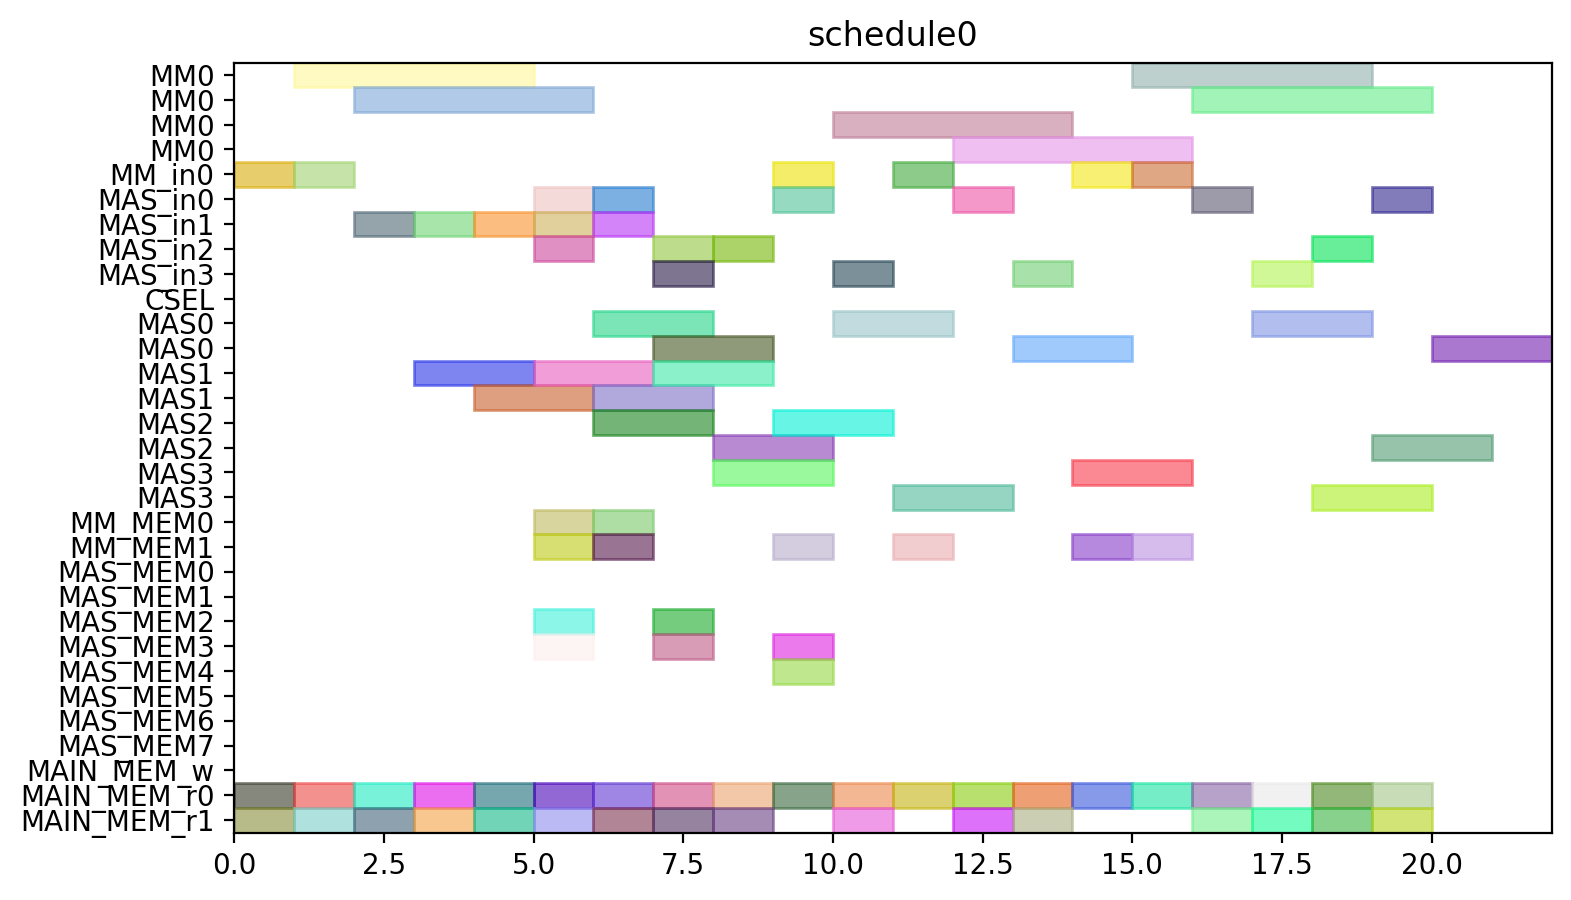 schedule0
MM0
MM0
MM0
MM0
MM_in0
MAS_in0
MAS_in1
MAS_in2
MAS_in3
CSEL
MAS0
MAS0
MAS1
MAS1
MAS2
MAS2
MAS3
MAS3
MM_MEM0
MM_MEM1
MAS_MEM0
MAS_MEM1
MAS_MEM2
MAS_MEM3
MAS_MEM4
MAS_MEM5
MAS_MEM6
MAS_MEM7
MAIN_MEM_w
MAIN_MEM_r0
MAIN_MEM_r1
0.0 2.5 5.0 7.5 10.0 12.5 15.0 17.5 20.0